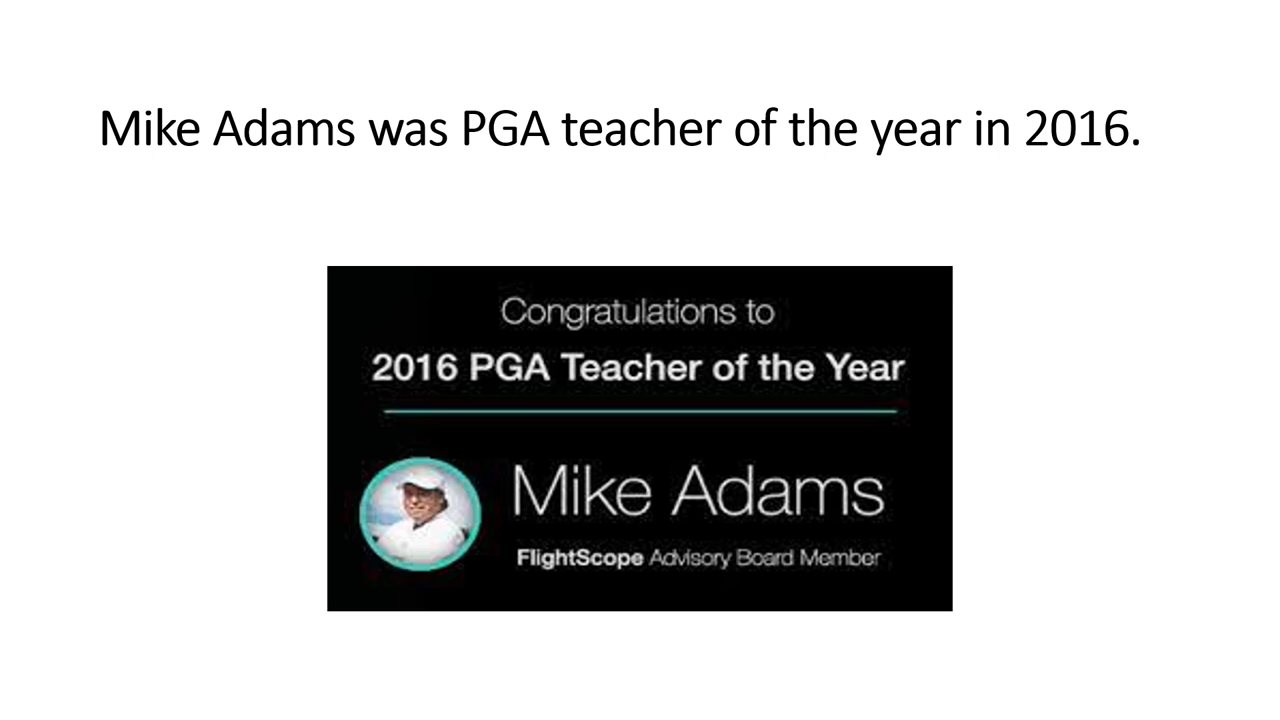 Mike Adams was PGA teacher of the year in 2016.
Congratulations to
2016 PGA Teacher of the Year
Mike Adams
FlightScope Advisory Board Member